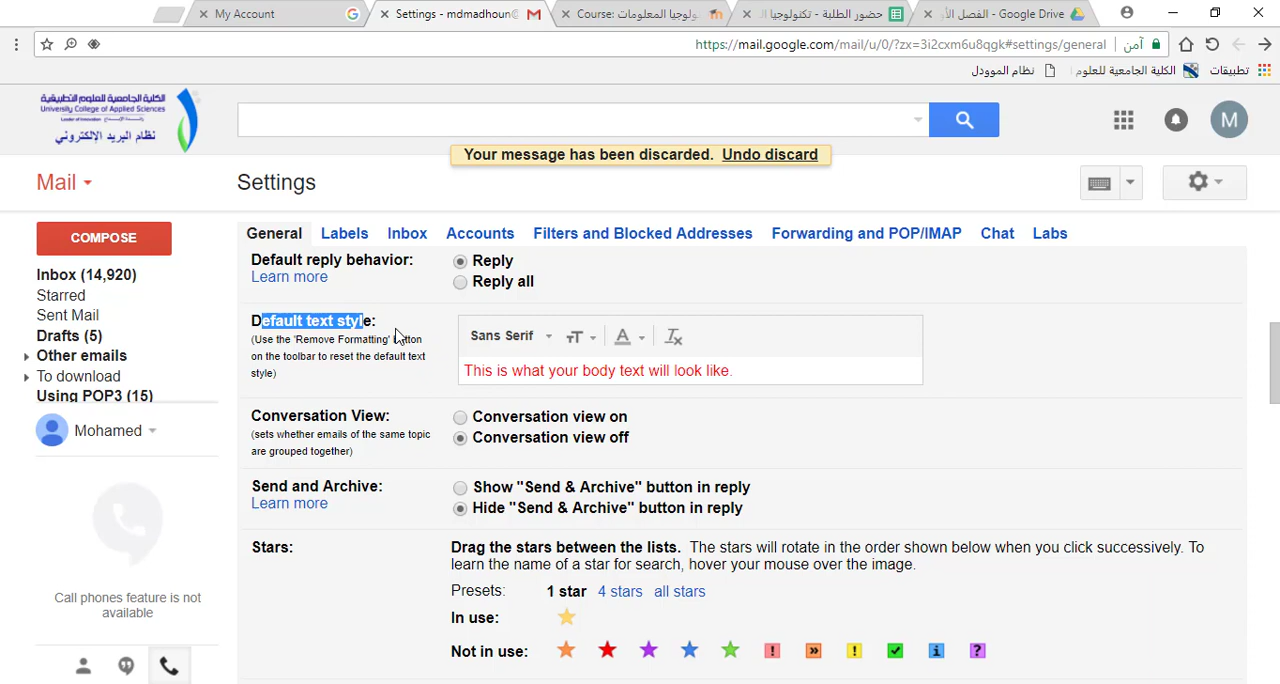 My Account
Settings - mdmadhoun@
Course: تكنولوجيا المعلومات
حضور الطلبة - تكنولوجيا
الفصل الأ - Google Drive
https://mail.google.com/mail/u/0/?zx=3i2cxm6u8qgk#settings/general
آمن
تطبيقات
الكلية الجامعية للعلوم ا
نظام الموودل
الكلية الجامعية للعلوم التطبيقية
University College of Applied Sciences
Leader of Innovation
نظام البريد الإلكتروني
M
Your message has been discarded. Undo discard
Mail
Settings
COMPOSE
General Labels Inbox Accounts Filters and Blocked Addresses Forwarding and POP/IMAP Chat Labs
Inbox (14,920)
Starred
Sent Mail
Drafts (5)
Other emails
To download
Using POP3 (15)
Mohamed
Call phones feature is not
available
Default reply behavior:
Learn more
Reply
Reply all
Default text style:
(Use the 'Remove Formatting' button
on the toolbar to reset the default text
style)
Sans Serif
This is what your body text will look like.
Conversation View:
(sets whether emails of the same topic
are grouped together)
Conversation view on
Conversation view off
Send and Archive:
Learn more
Show "Send & Archive" button in reply
Hide "Send & Archive" button in reply
Stars:
Drag the stars between the lists. The stars will rotate in the order shown below when you click successively. To
learn the name of a star for search, hover your mouse over the image.
Presets: 1 star 4 stars all stars
In use:
Not in use: